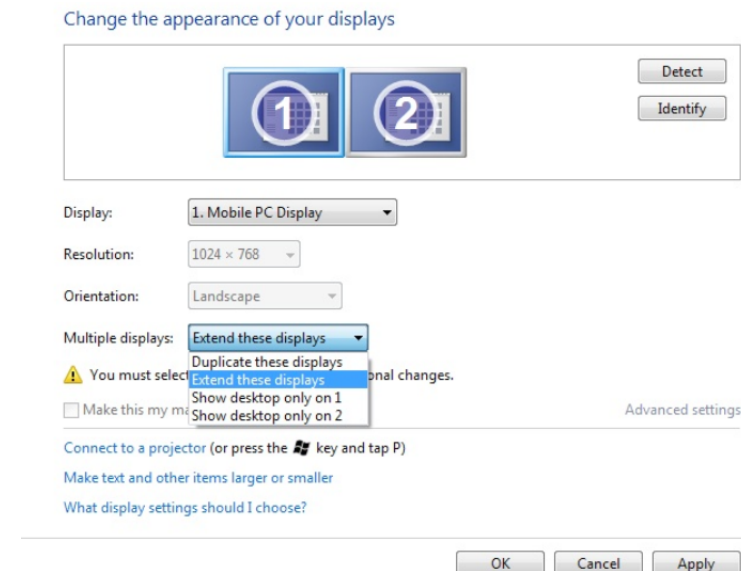 Change the appearance of your displays
1 2
Detect
Identify
Display: 1. Mobile PC Display
Resolution: 1024 × 768
Orientation: Landscape
Multiple displays: Extend these displays
Duplicate these displays
You must selec onal changes.
Extend these displays
Show desktop only on 1
Make this my ma Advanced settings
Show desktop only on 2
Connect to a projector (or press the key and tap P)
Make text and other items larger or smaller
What display settings should I choose?
OK Cancel Apply